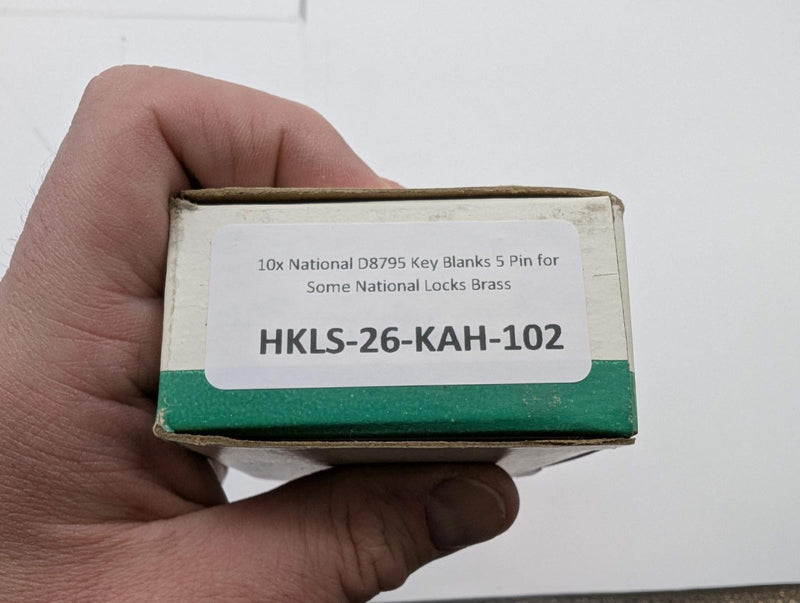 10x National D8795 Key Blanks 5 Pin for
Some National Locks Brass
HKLS-26-KAH-102